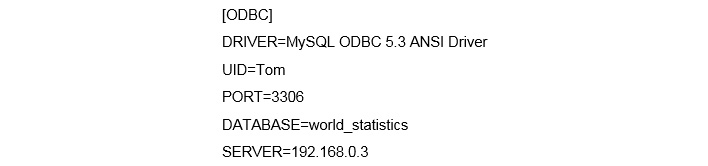 [ODBC]
DRIVER=MySQL ODBC 5.3 ANSI Driver
UID=Tom
PORT=3306
DATABASE=world_statistics
SERVER=192.168.0.3